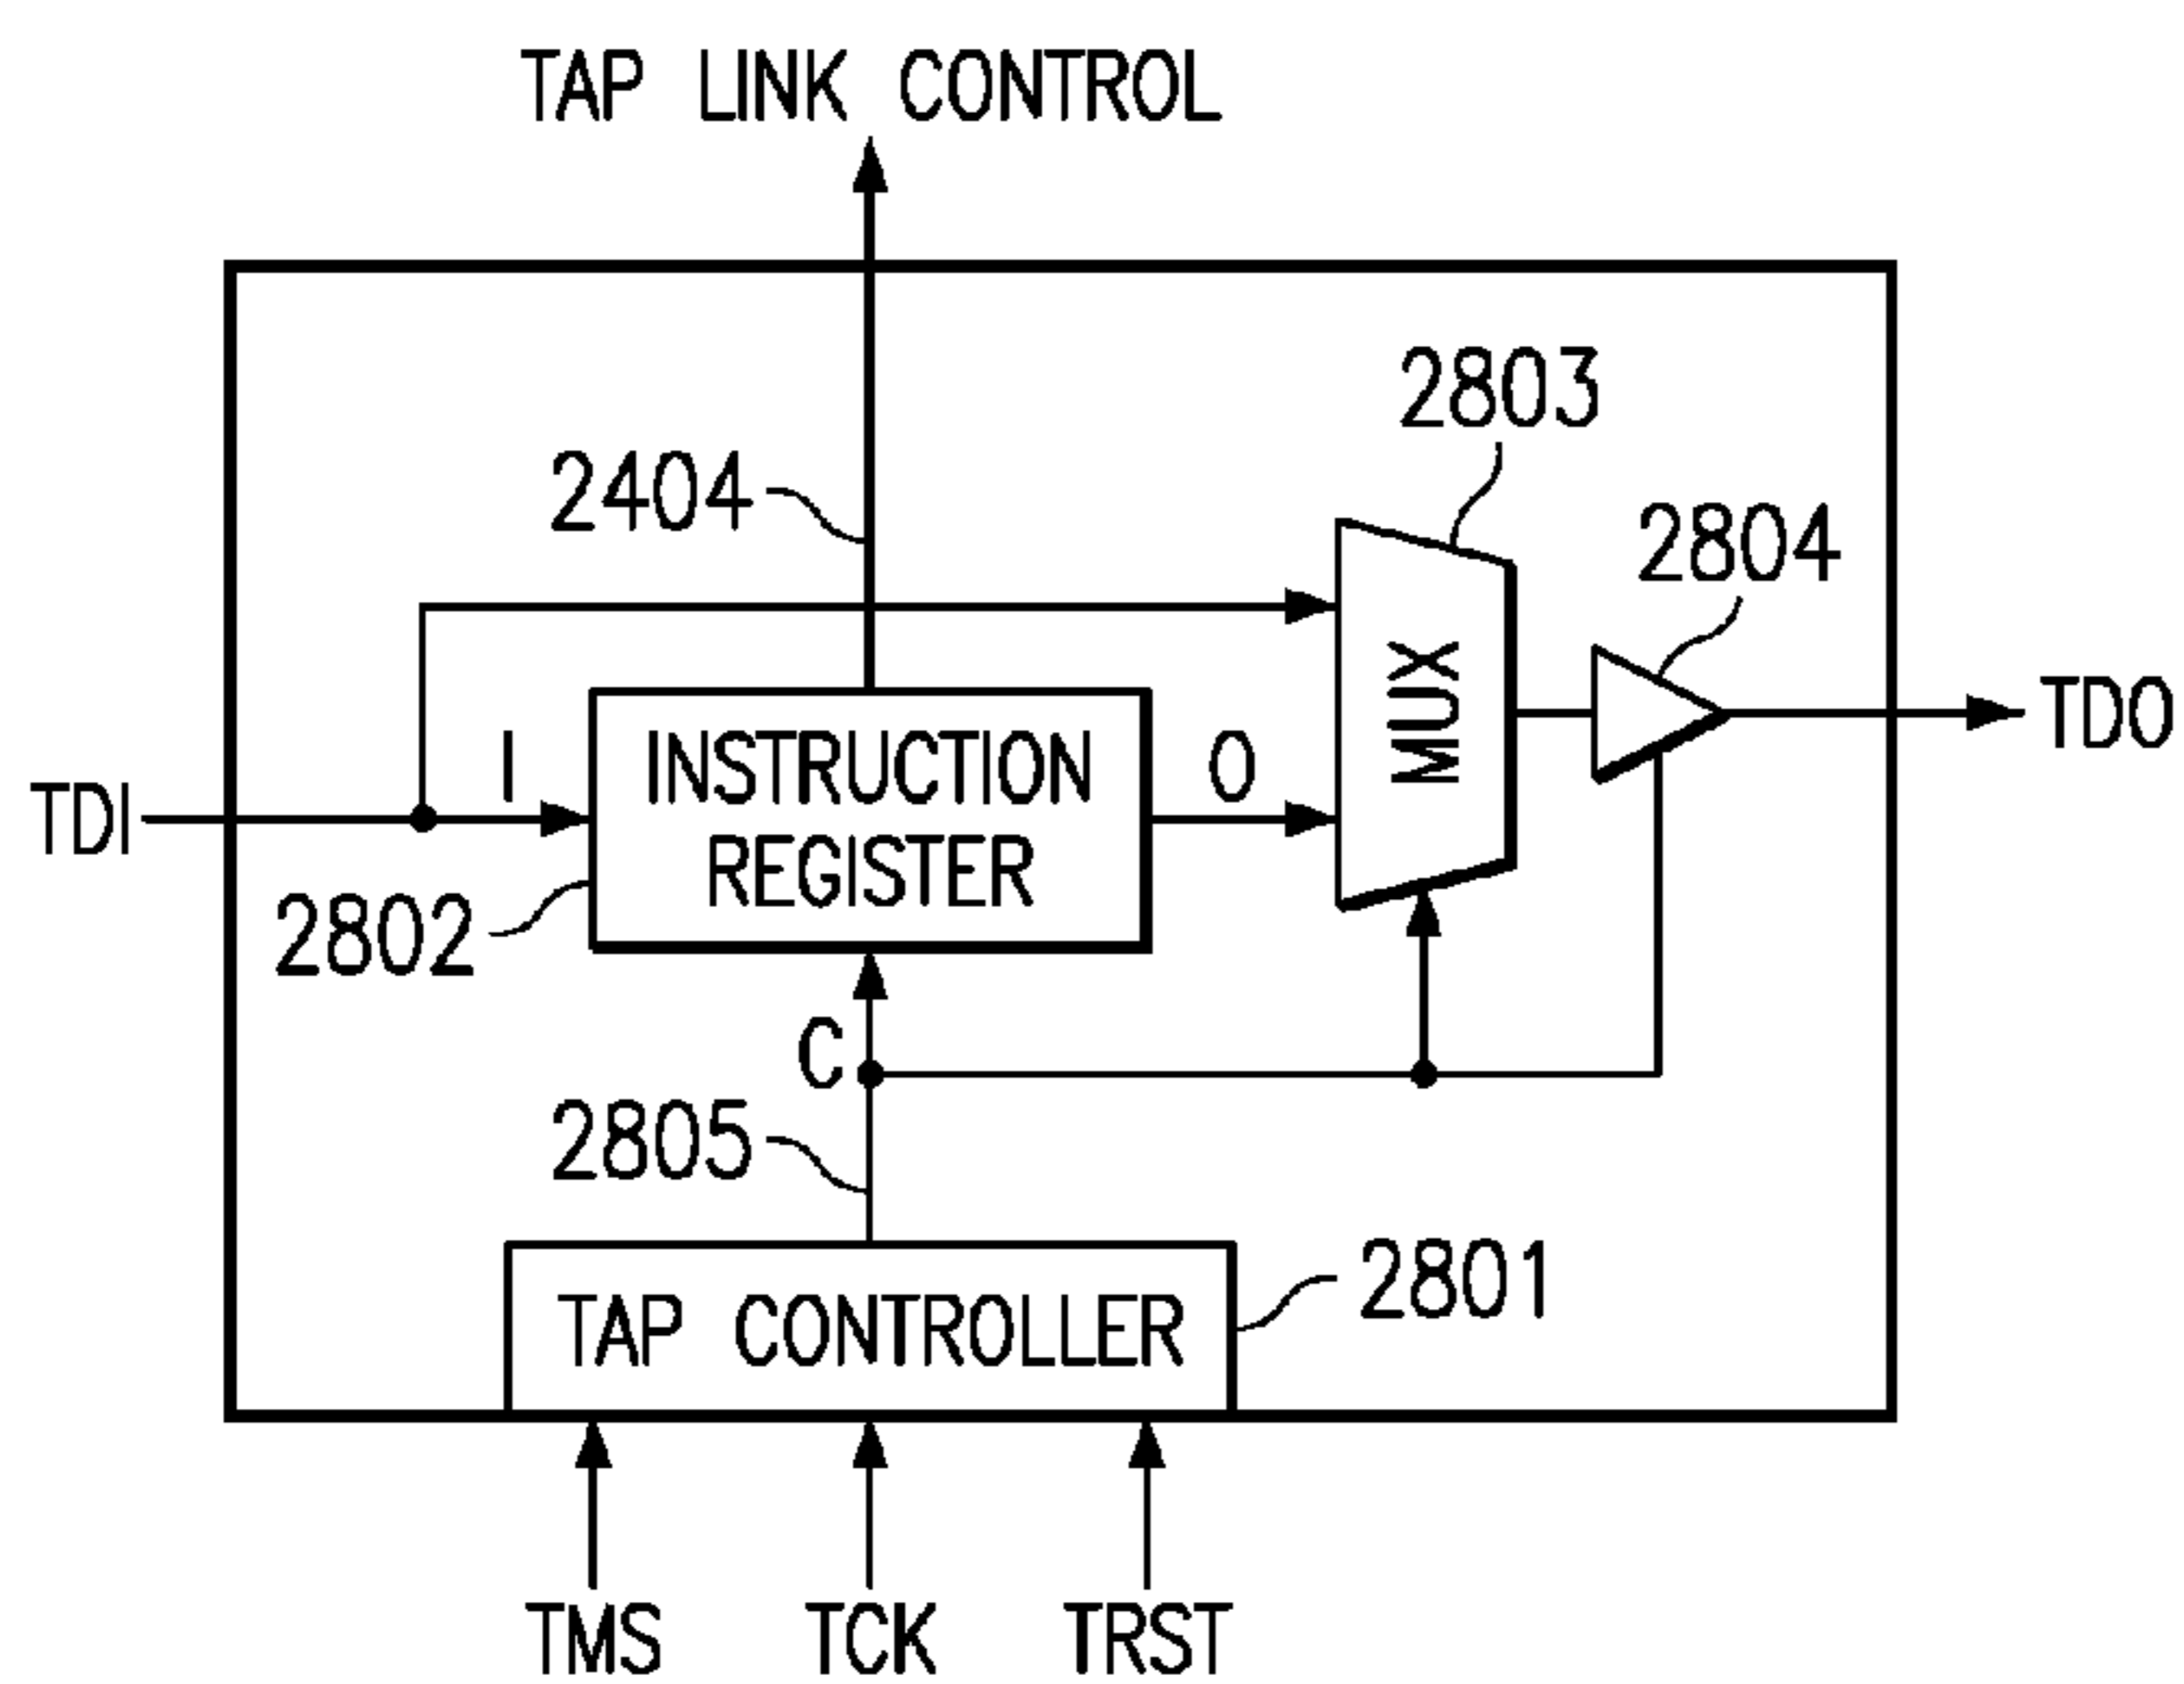 TAP LINK CONTROL
2803
2404
2804
MUX
TDO
I
INSTRUCTION
REGISTER
O
TDI
2802
C
2805
2801
TAP CONTROLLER
TMS
TCK
TRST